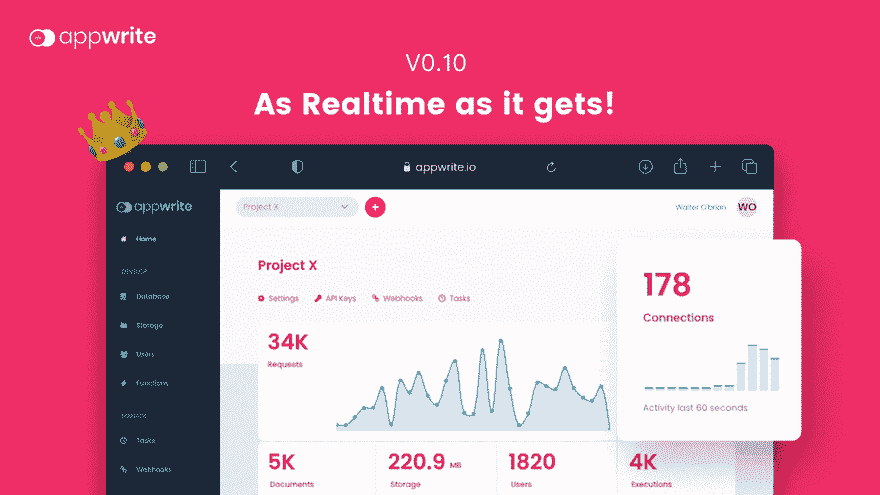 appwrite
V0.10
As Realtime as it gets!
appwrite.io
appwrite
Project X
Walter O'brian
WO
Home
Project X
178
DEVELOP
Connections
Database
Settings
API Keys
Webhooks
Tasks
Storage
34K
Requests
Users
Functions
Activity last 60 seconds
MANAGE
Tasks
5K
220.9 MB
1820
4K
Webhooks
Documents
Storage
Users
Executions